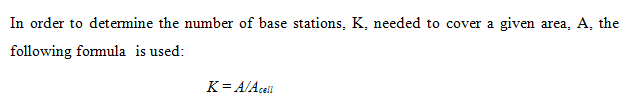 In order to determine the number of base stations, K, needed to cover a given area, A, the
following formula is used:
K = A/Acell